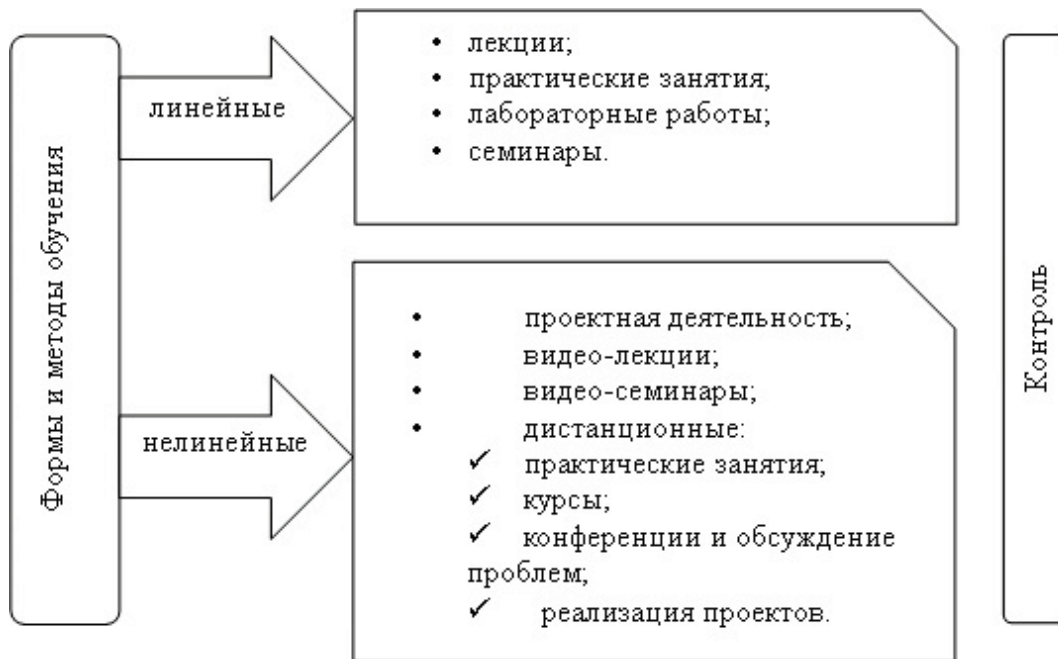 Формы и методы обучения
линейные
• лекции;
• практические занятия;
• лабораторные работы;
• семинары.
нелинейные
• проектная деятельность;
• видео-лекции;
• видео-семинары;
• дистанционные:
✓ практические занятия;
✓ курсы;
✓ конференции и обсуждение
проблем;
✓ реализация проектов.
Контроль